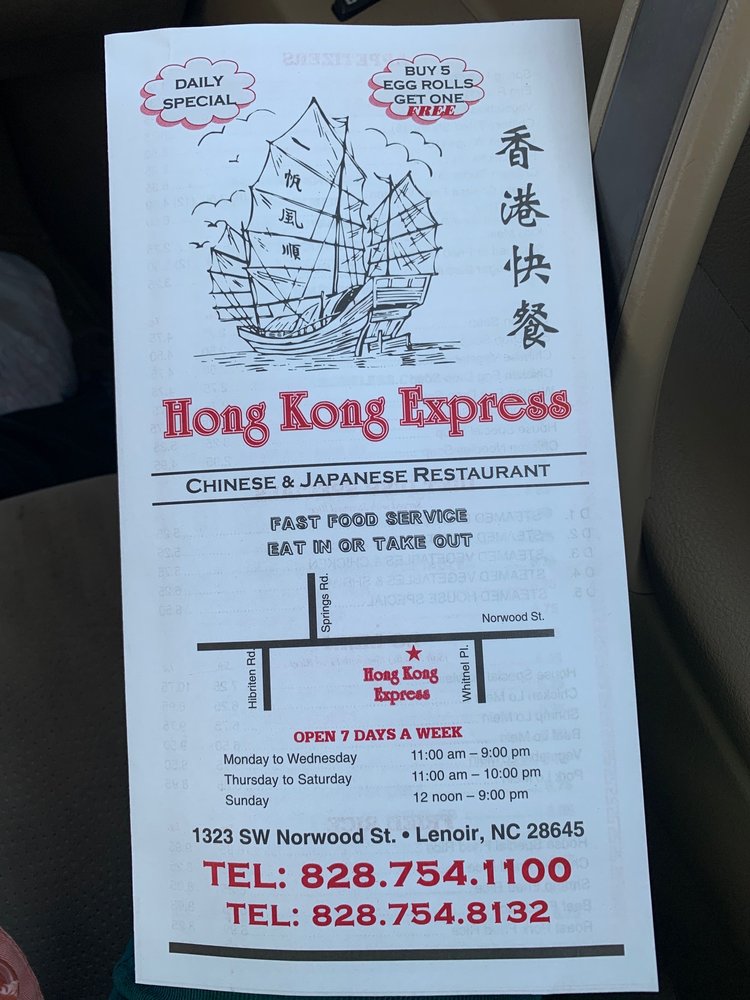 DAILY
SPECIAL
BUY 5
EGG ROLLS
GET ONE
FREE
帆
風
順
香港快餐
Hong Kong Express
CHINESE & JAPANESE RESTAURANT
FAST FOOD SERVICE
EAT IN OR TAKE OUT
Springs Rd.
Norwood St.
Hibriten Rd.
Hong Kong
Express
Whitnel Pl.
OPEN 7 DAYS A WEEK
Monday to Wednesday 11:00 am – 9:00 pm
Thursday to Saturday 11:00 am – 10:00 pm
Sunday 12 noon – 9:00 pm
1323 SW Norwood St. • Lenoir, NC 28645
TEL: 828.754.1100
TEL: 828.754.8132